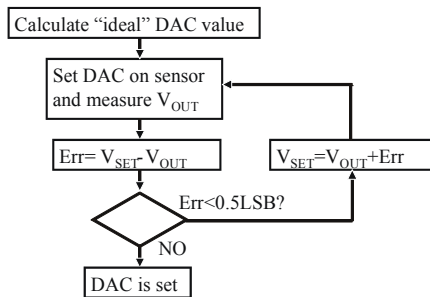 Calculate “ideal” DAC value
Set DAC on sensor
and measure VOUT
Err= VSET-VOUT
VSET=VOUT+Err
Err<0.5LSB?
NO
DAC is set